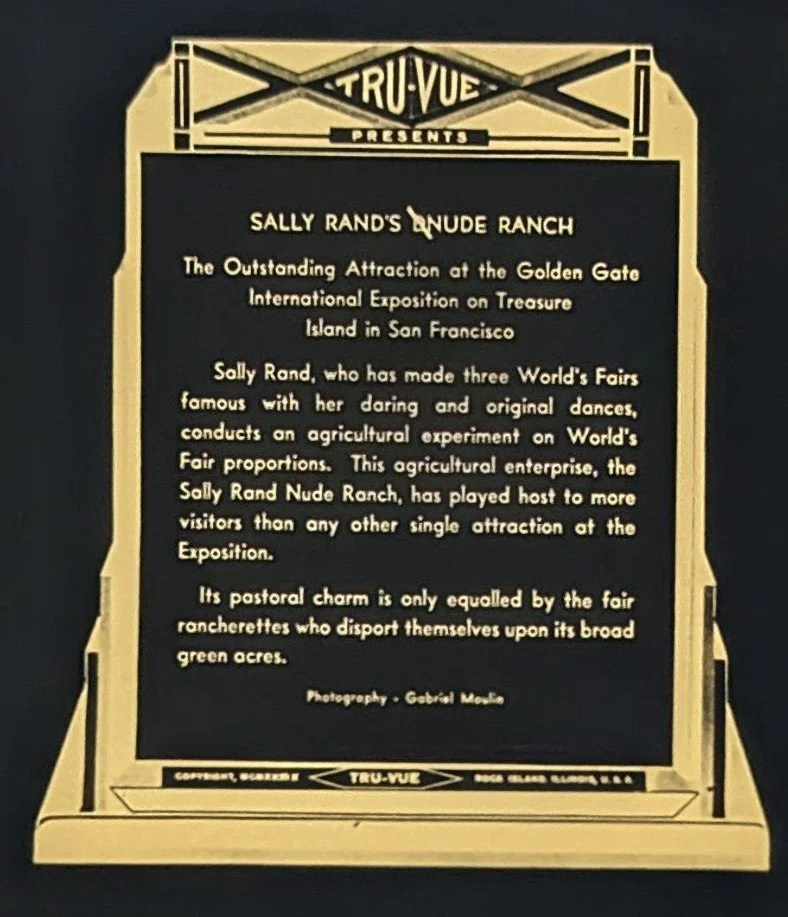 TRU-VUE
PRESENTS
SALLY RAND'S DNUDE RANCH
The Outstanding Attraction at the Golden Gate
International Exposition on Treasure
Island in San Francisco
Sally Rand, who has made three World's Fairs
famous with her daring and original dances,
conducts an agricultural experiment on World's
Fair proportions. This agricultural enterprise, the
Sally Rand Nude Ranch, has played host to more
visitors than any other single attraction at the
Exposition.
Its pastoral charm is only equalled by the fair
rancherettes who disport themselves upon its broad
green acres.
Photography - Gabriel Moulin
COPYRIGHT, TRU-VUE ROCK ISLAND, ILLINOIS, U. S. A.